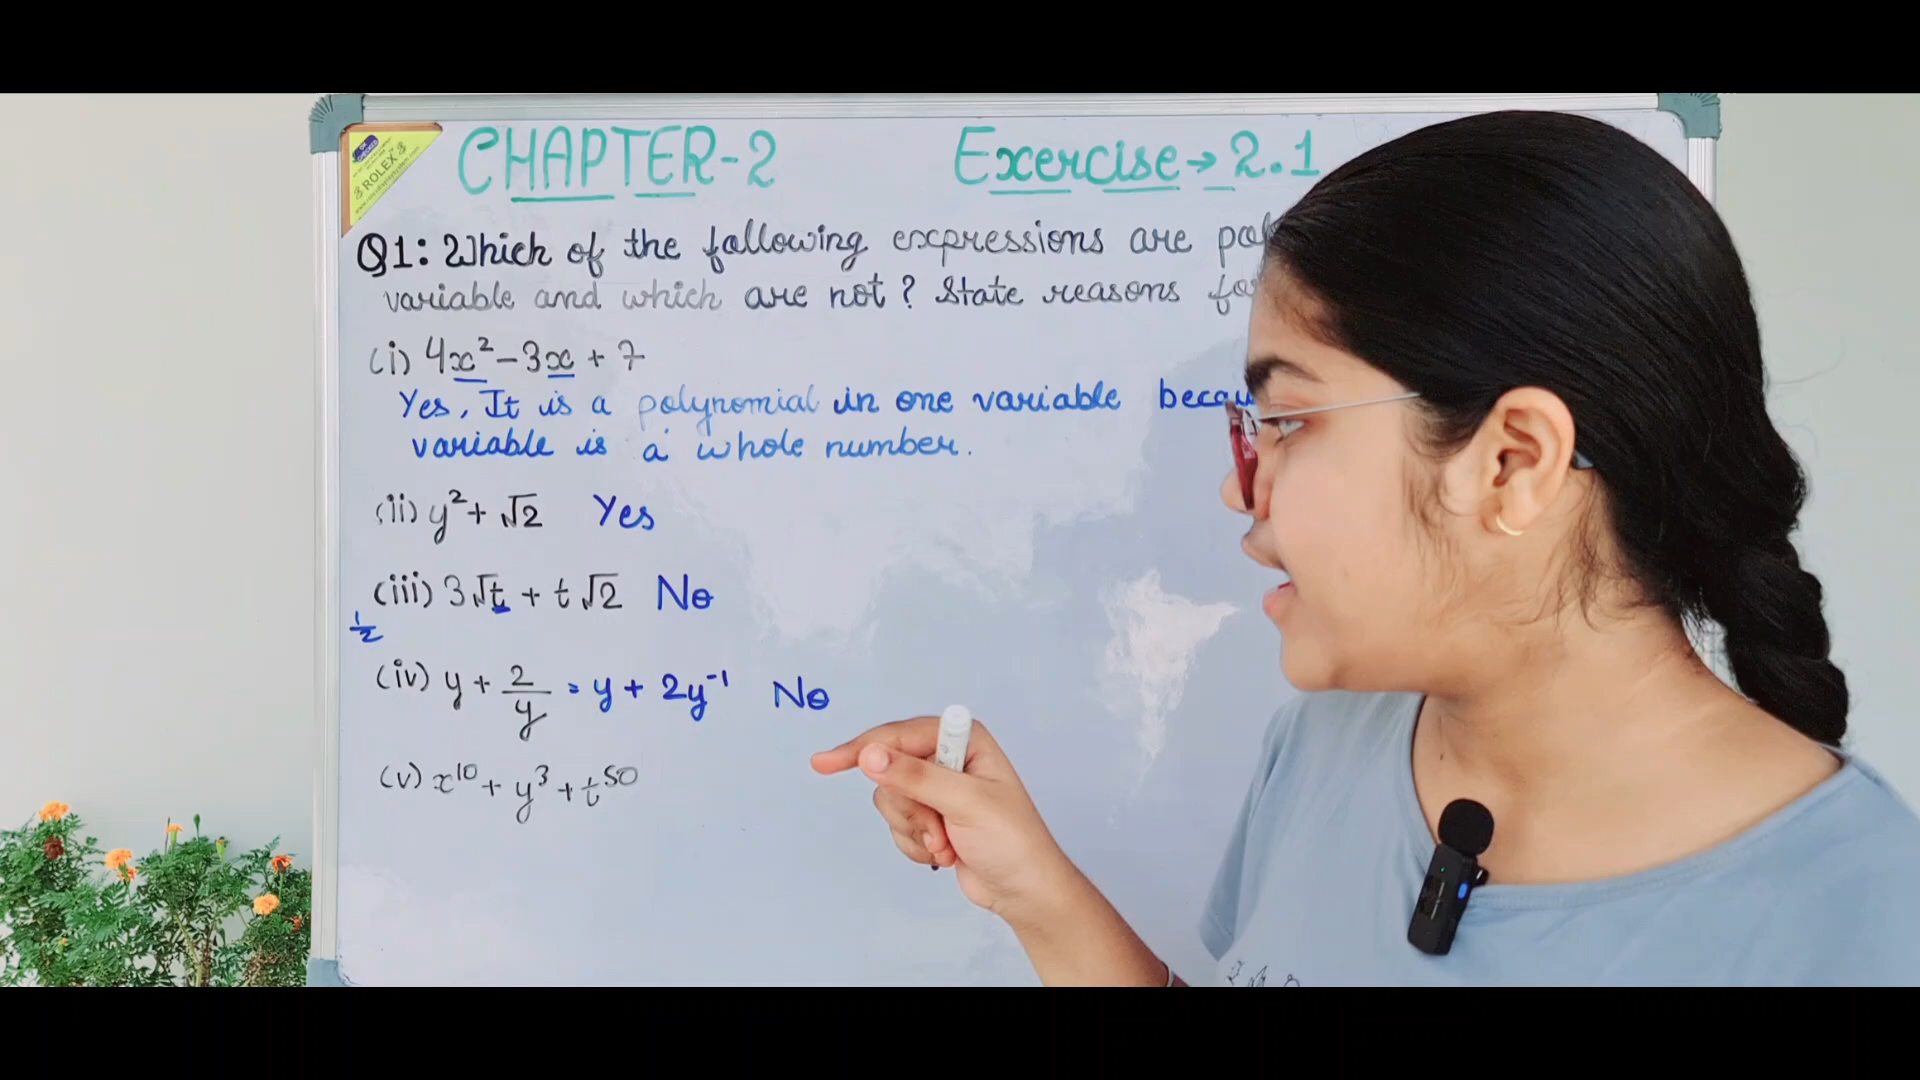 CHAPTER-2 Exercise→2.1
Q1: Which of the following expressions are
variable and which are not? State reasons
(i) 4x² - 3x + 7
Yes, It is a polynomial in one variable
variable is a whole number.
(ii) y² + √2 Yes
(iii) 3√t + t√2 No
1/2
(iv) y + 2/y = y + 2y⁻¹ No
(v) x¹⁰ + y³ + t⁵⁰
ROLEX